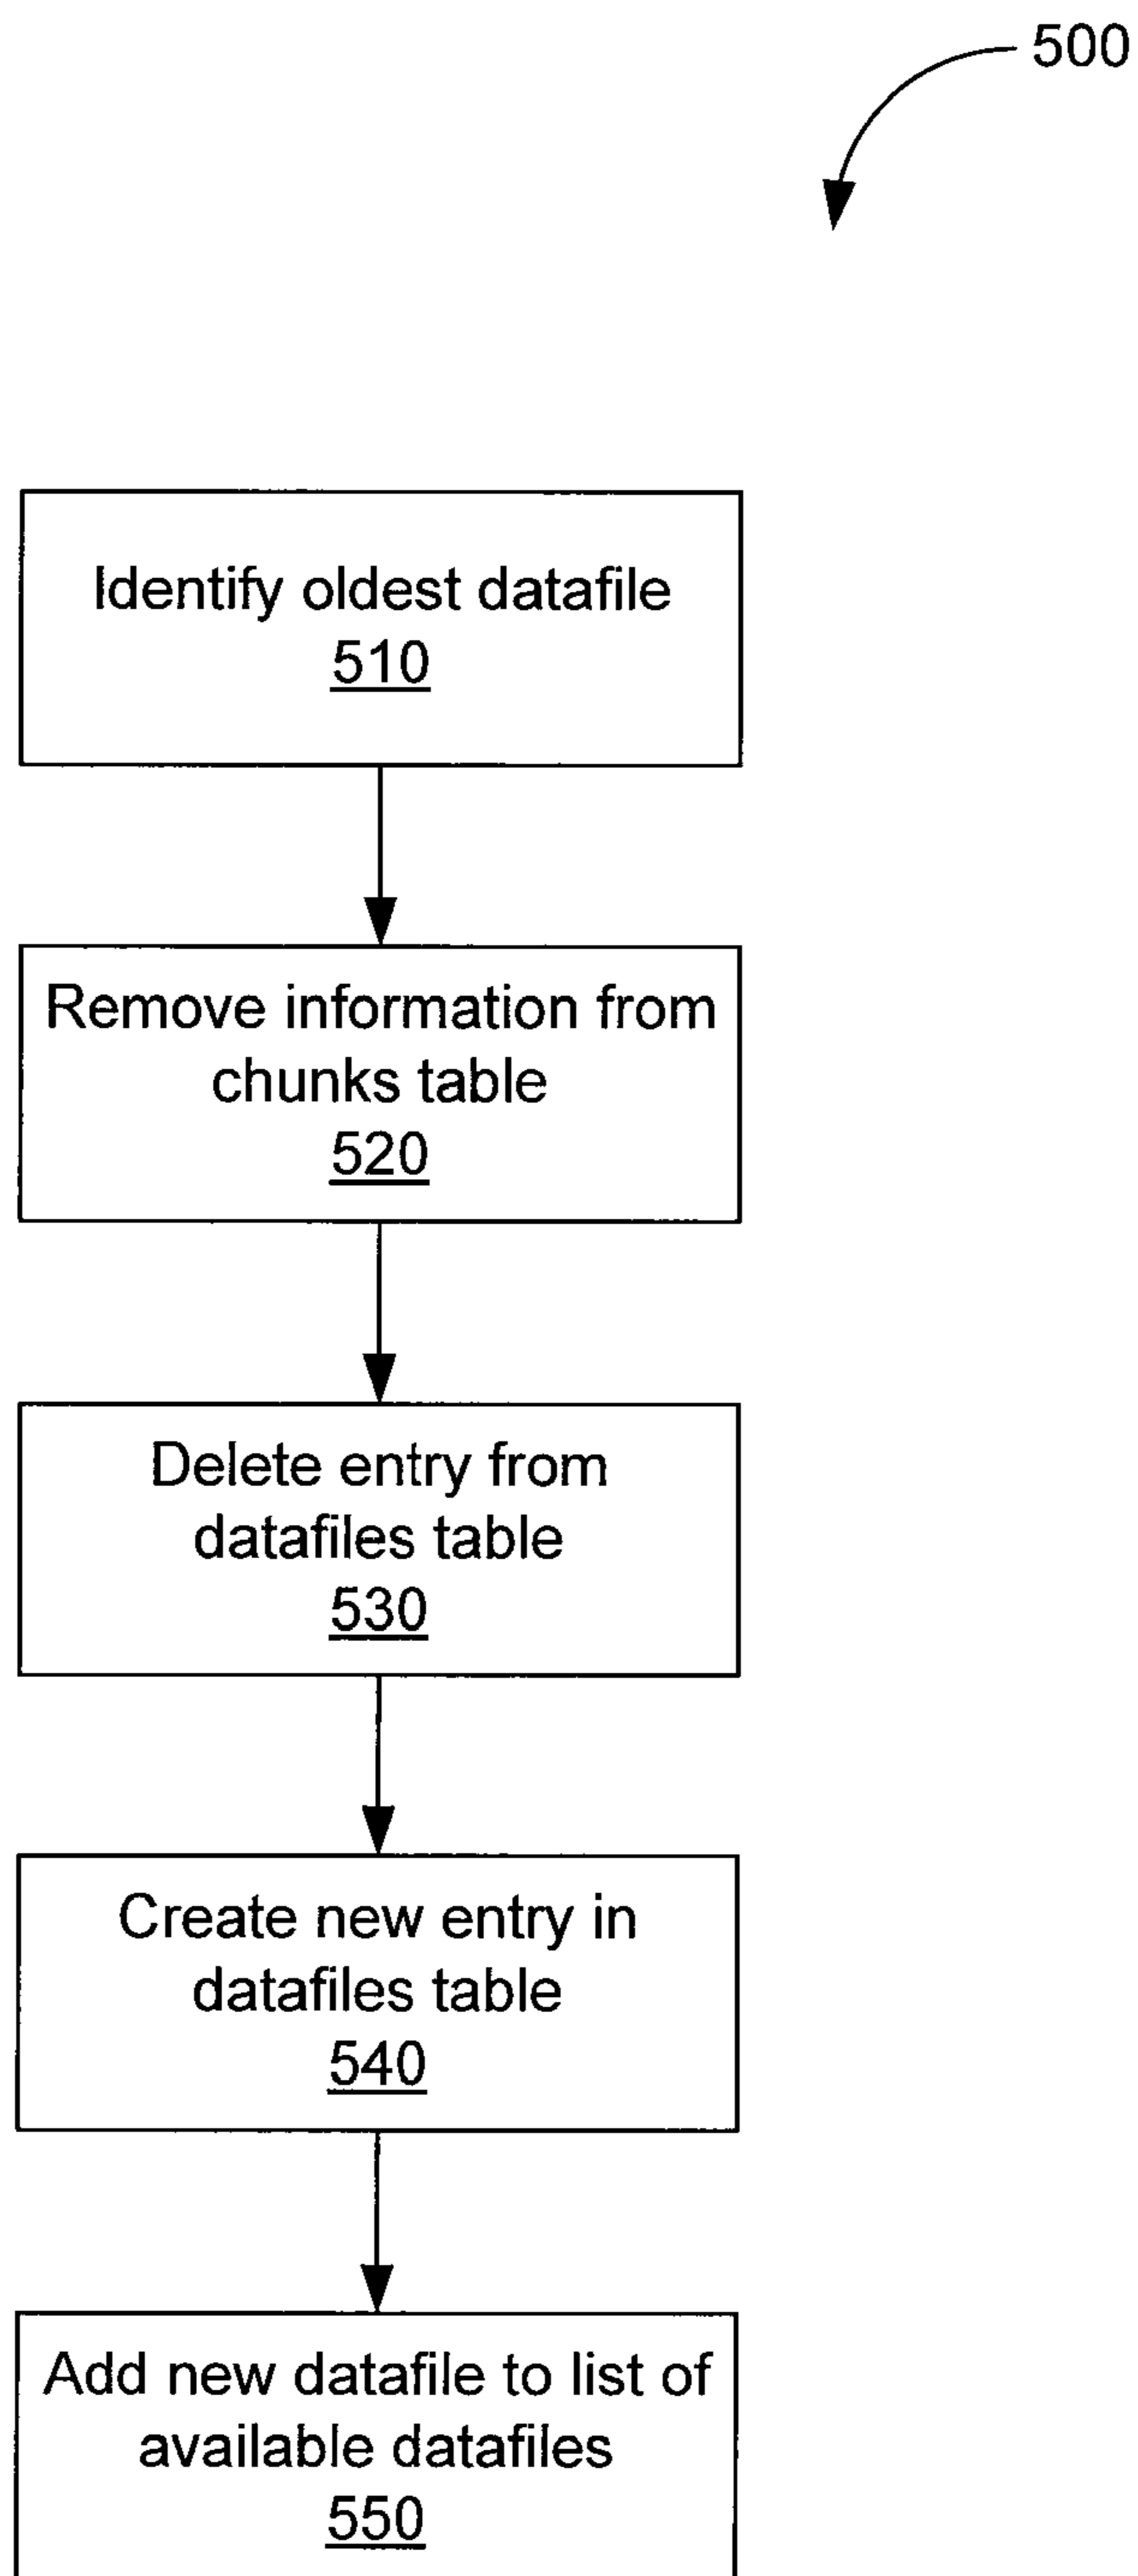 500
Identify oldest datafile
510
Remove information from
chunks table
520
Delete entry from
datafiles table
530
Create new entry in
datafiles table
540
Add new datafile to list of
available datafiles
550